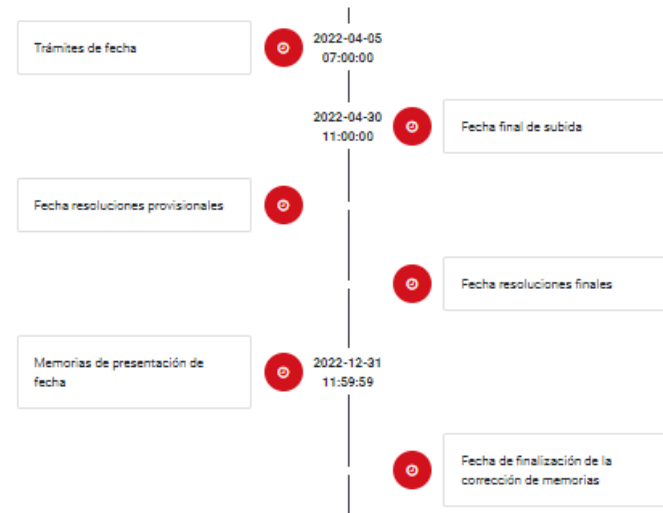 Trámites de fecha
2022-04-05
07:00:00
2022-04-30
11:00:00
Fecha final de subida
Fecha resoluciones provisionales
Fecha resoluciones finales
Memorias de presentación de
fecha
2022-12-31
11:59:59
Fecha de finalización de la
corrección de memorias